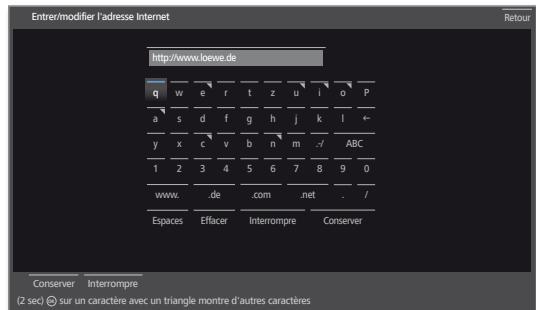 Entrer/modifier l'adresse Internet Retour
http://www.loewe.de
q w e r t z u i o P
a s d f g h j k l ←
y x c v b n m .-/ ABC
1 2 3 4 5 6 7 8 9 0
www. .de .com .net . /
Espaces Effacer Interrompre Conserver
Conserver Interrompre
(2 sec) OK sur un caractère avec un triangle montre d'autres caractères